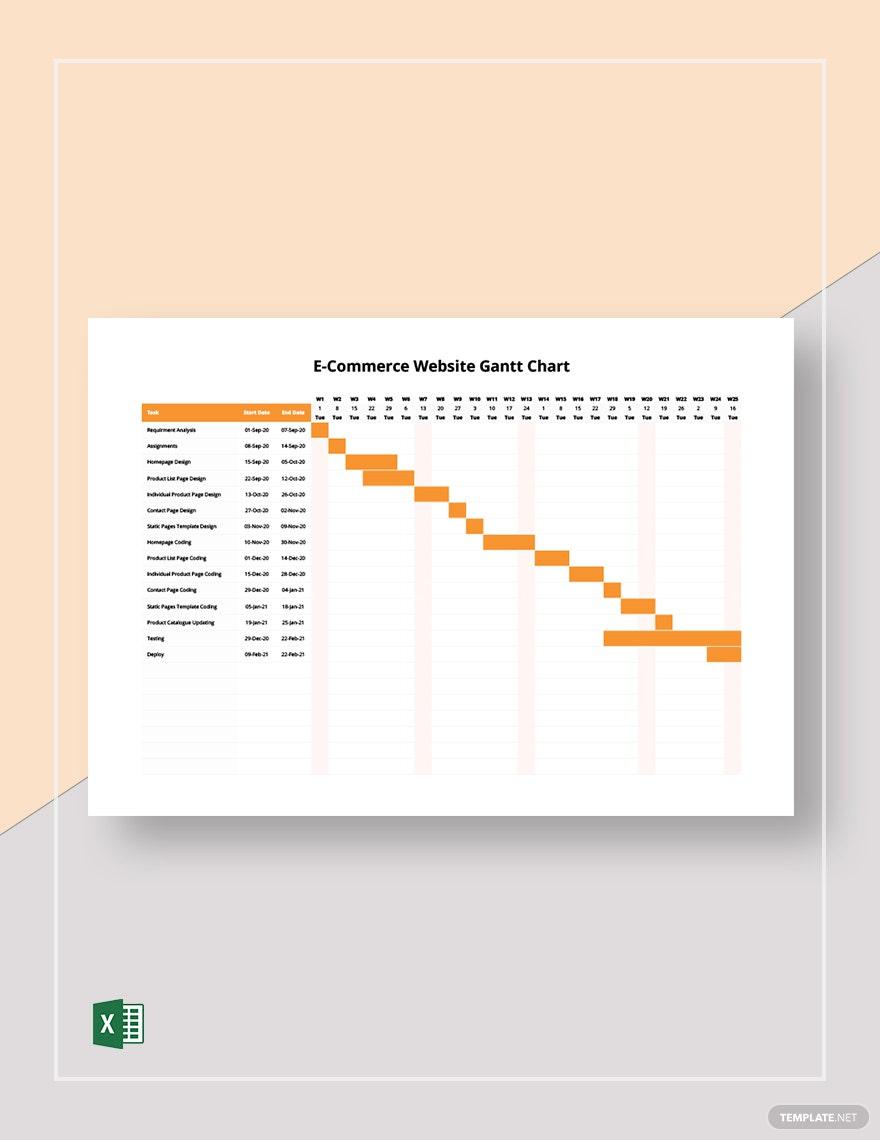 E-Commerce Website Gantt Chart
W1 W2 W3 W4 W5 W6 W7 W8 W9 W10 W11 W12 W13 W14 W15 W16 W17 W18 W19 W20 W21 W22 W23 W24 W25
Task Start Date End Date 1 8 15 22 29 6 13 20 27 3 10 17 24 1 8 15 22 29 5 12 19 26 2 9 16
Tue Tue Tue Tue Tue Tue Tue Tue Tue Tue Tue Tue Tue Tue Tue Tue Tue Tue Tue Tue Tue Tue Tue Tue Tue
Requirment Analysis 01-Sep-20 07-Sep-20
Assignments 08-Sep-20 14-Sep-20
Homepage Design 15-Sep-20 05-Oct-20
Product List Page Design 22-Sep-20 12-Oct-20
Individual Product Page Design 13-Oct-20 26-Oct-20
Contact Page Design 27-Oct-20 02-Nov-20
Static Pages Template Design 03-Nov-20 09-Nov-20
Homepage Coding 10-Nov-20 30-Nov-20
Product List Page Coding 01-Dec-20 14-Dec-20
Individual Product Page Coding 15-Dec-20 28-Dec-20
Contact Page Coding 29-Dec-20 04-Jan-21
Static Pages Template Coding 05-Jan-21 18-Jan-21
Product Catalogue Updating 19-Jan-21 25-Jan-21
Testing 29-Dec-20 22-Feb-21
Deploy 09-Feb-21 22-Feb-21
X
TEMPLATE.NET